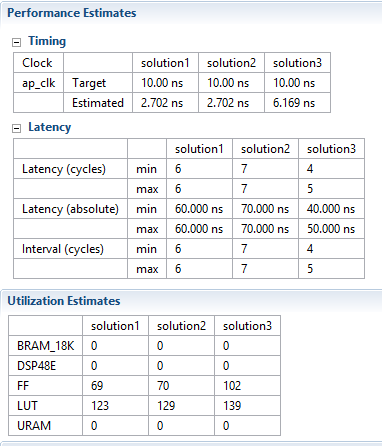 Performance Estimates
Timing
Clock solution1 solution2 solution3
ap_clk Target 10.00 ns 10.00 ns 10.00 ns
Estimated 2.702 ns 2.702 ns 6.169 ns
Latency
solution1 solution2 solution3
Latency (cycles) min 6 7 4
max 6 7 5
Latency (absolute) min 60.000 ns 70.000 ns 40.000 ns
max 60.000 ns 70.000 ns 50.000 ns
Interval (cycles) min 6 7 4
max 6 7 5
Utilization Estimates
solution1 solution2 solution3
BRAM_18K 0 0 0
DSP48E 0 0 0
FF 69 70 102
LUT 123 129 139
URAM 0 0 0